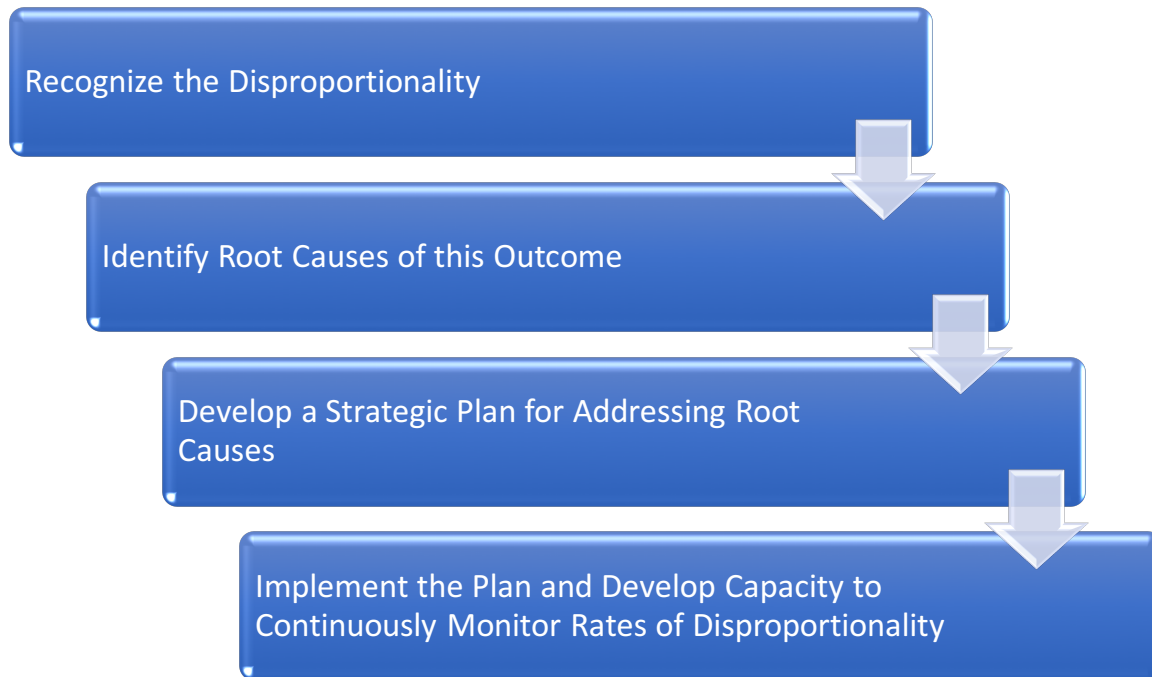 Recognize the Disproportionality
Identify Root Causes of this Outcome
Develop a Strategic Plan for Addressing Root
Causes
Implement the Plan and Develop Capacity to
Continuously Monitor Rates of Disproportionality